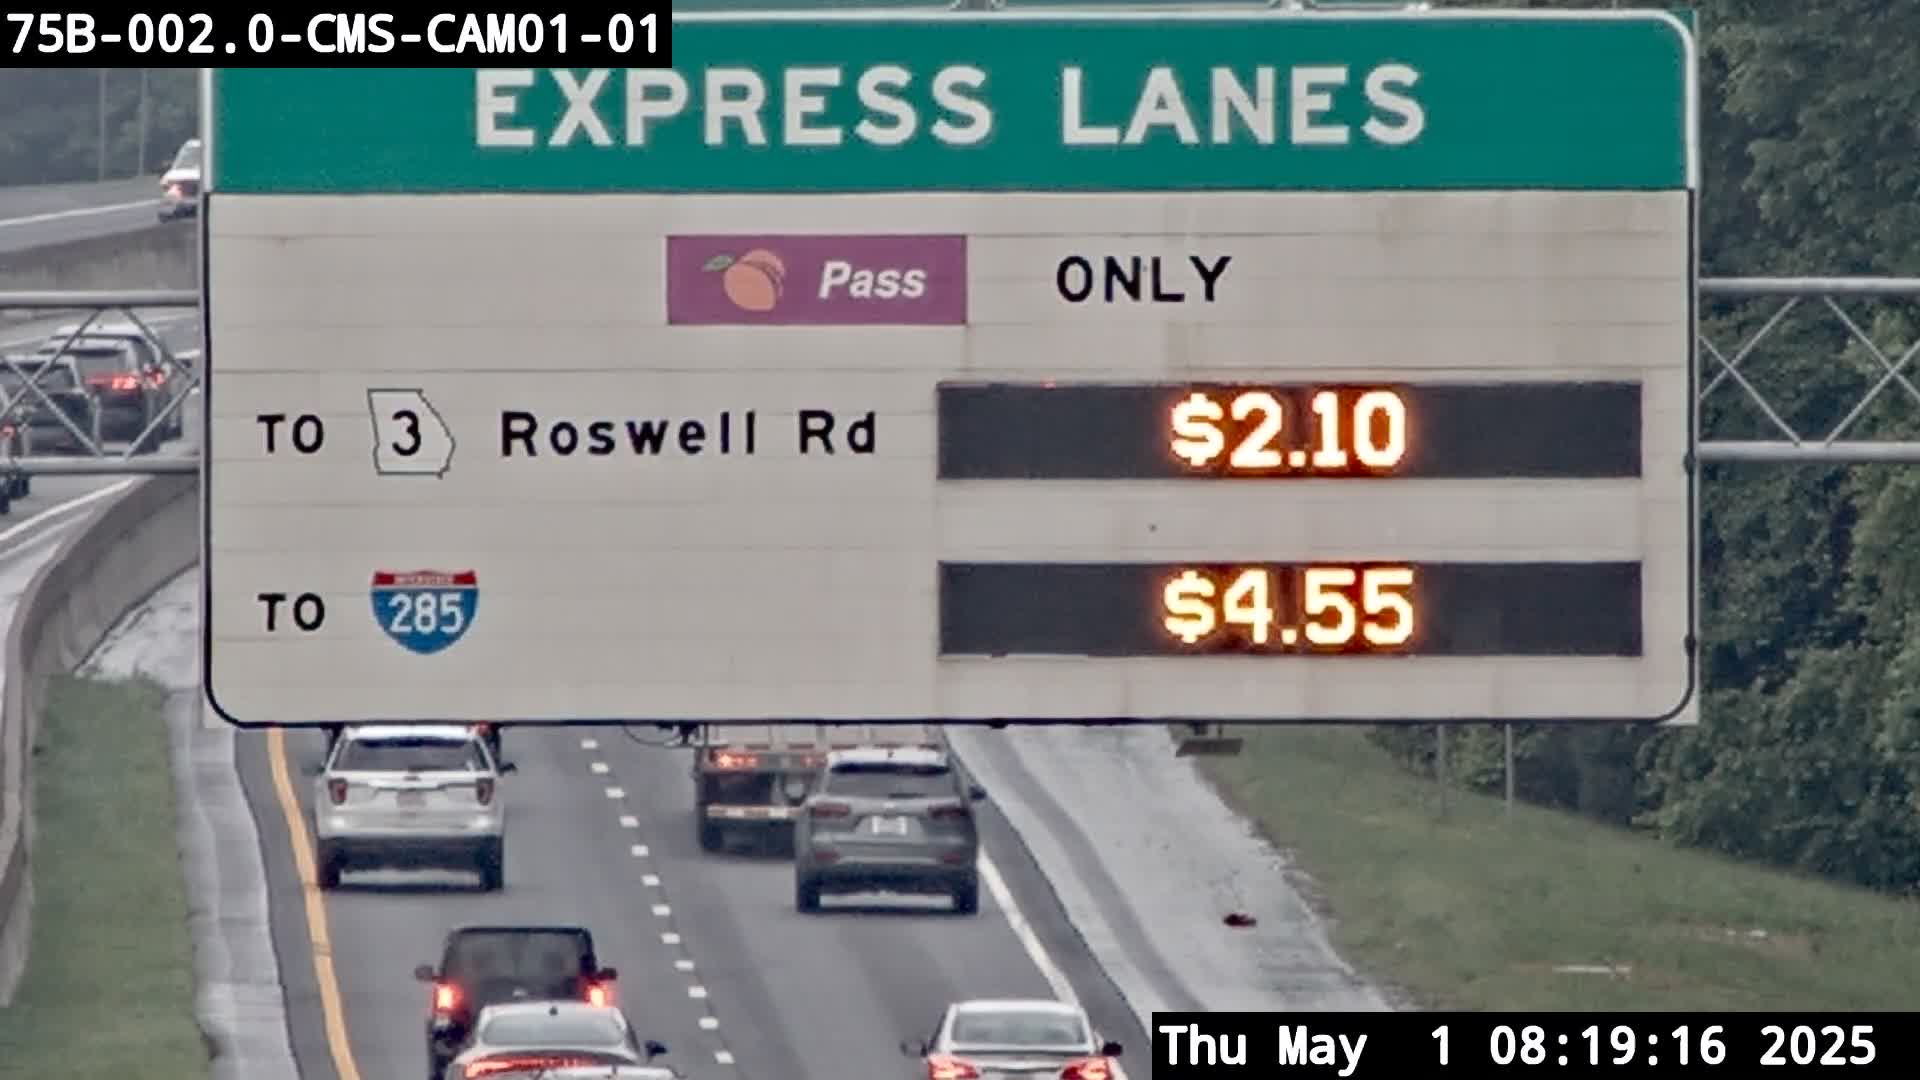 75B-002.0-CMS-CAM01-01
EXPRESS LANES
Pass ONLY
TO 3 Roswell Rd $2.10
INTERSTATE
TO 285 $4.55
Thu May 1 08:19:16 2025